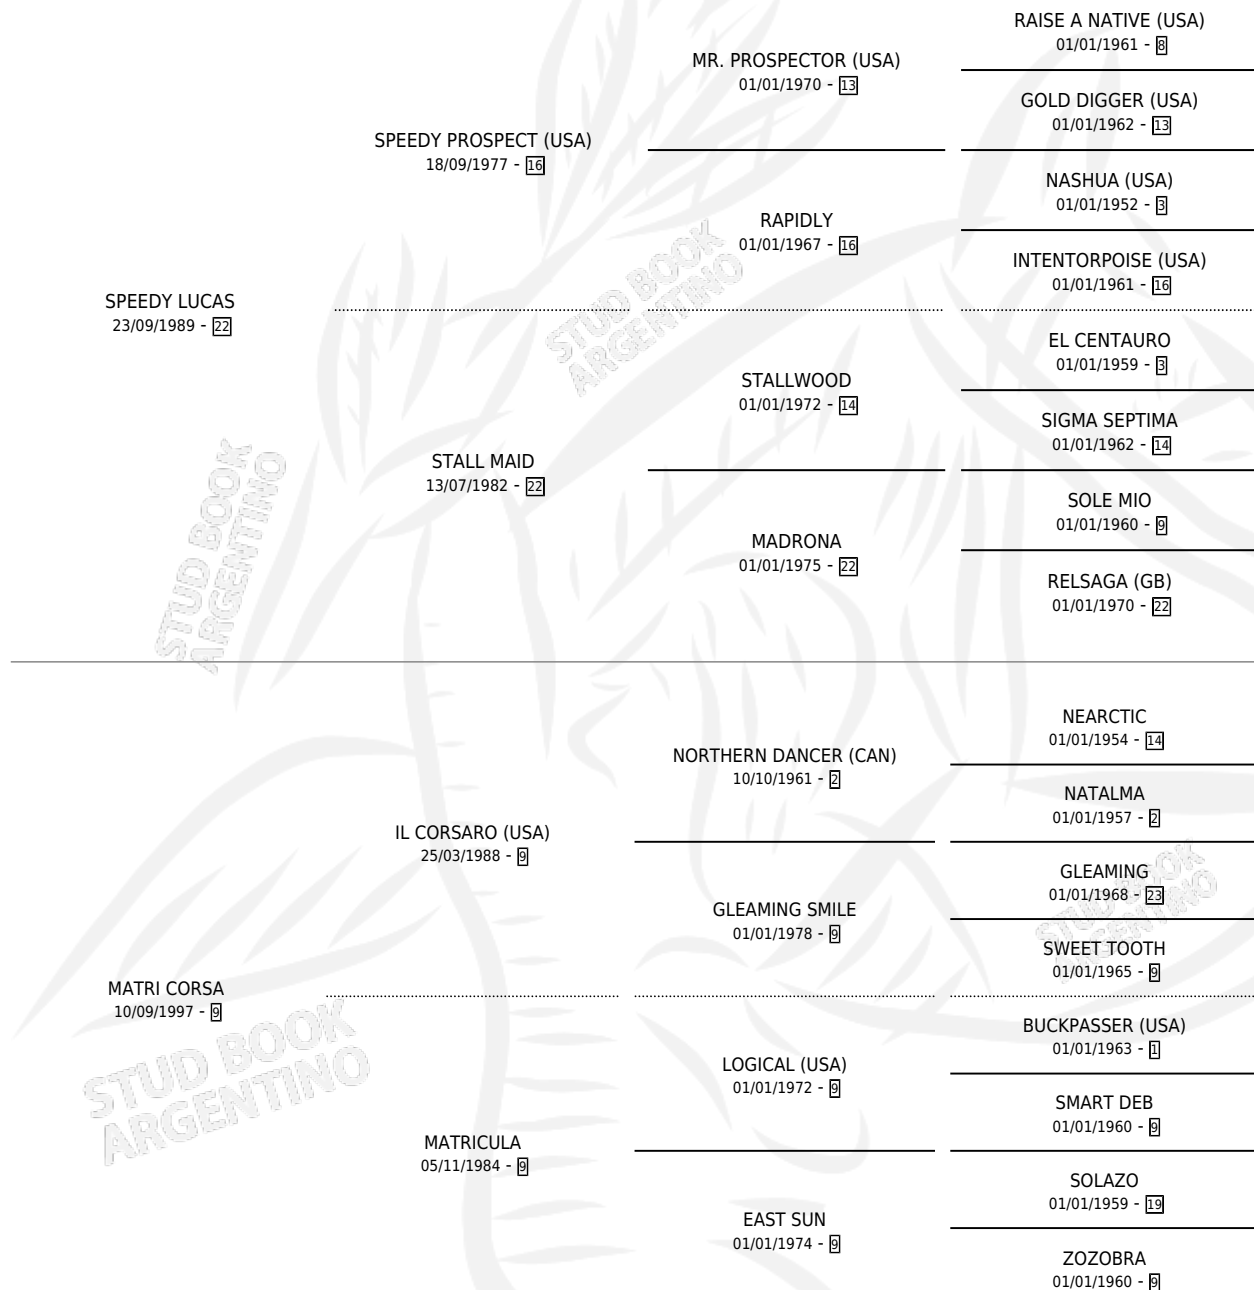 RAISE A NATIVE (USA)
01/01/1961 - 8
MR. PROSPECTOR (USA)
01/01/1970 - 13
GOLD DIGGER (USA)
01/01/1962 - 13
SPEEDY PROSPECT (USA)
18/09/1977 - 16
NASHUA (USA)
01/01/1952 - 3
RAPIDLY
01/01/1967 - 16
INTENTORPOISE (USA)
01/01/1961 - 16
SPEEDY LUCAS
23/09/1989 - 22
EL CENTAURO
01/01/1959 - 3
STALLWOOD
01/01/1972 - 14
SIGMA SEPTIMA
01/01/1962 - 14
STALL MAID
13/07/1982 - 22
SOLE MIO
01/01/1960 - 9
MADRONA
01/01/1975 - 22
RELSAGA (GB)
01/01/1970 - 22
STUD BOOK
ARGENTINO
STUD BOOK
ARGENTINO
NEARCTIC
01/01/1954 - 14
NORTHERN DANCER (CAN)
10/10/1961 - 2
NATALMA
01/01/1957 - 2
IL CORSARO (USA)
25/03/1988 - 9
GLEAMING
01/01/1968 - 23
GLEAMING SMILE
01/01/1978 - 9
SWEET TOOTH
01/01/1965 - 9
STUD BOOK
ARGENTINO
MATRI CORSA
10/09/1997 - 9
BUCKPASSER (USA)
01/01/1963 - 1
LOGICAL (USA)
01/01/1972 - 9
SMART DEB
01/01/1960 - 9
STUD BOOK
ARGENTINO
MATRICULA
05/11/1984 - 9
SOLAZO
01/01/1959 - 19
EAST SUN
01/01/1974 - 9
ZOZOBRA
01/01/1960 - 9